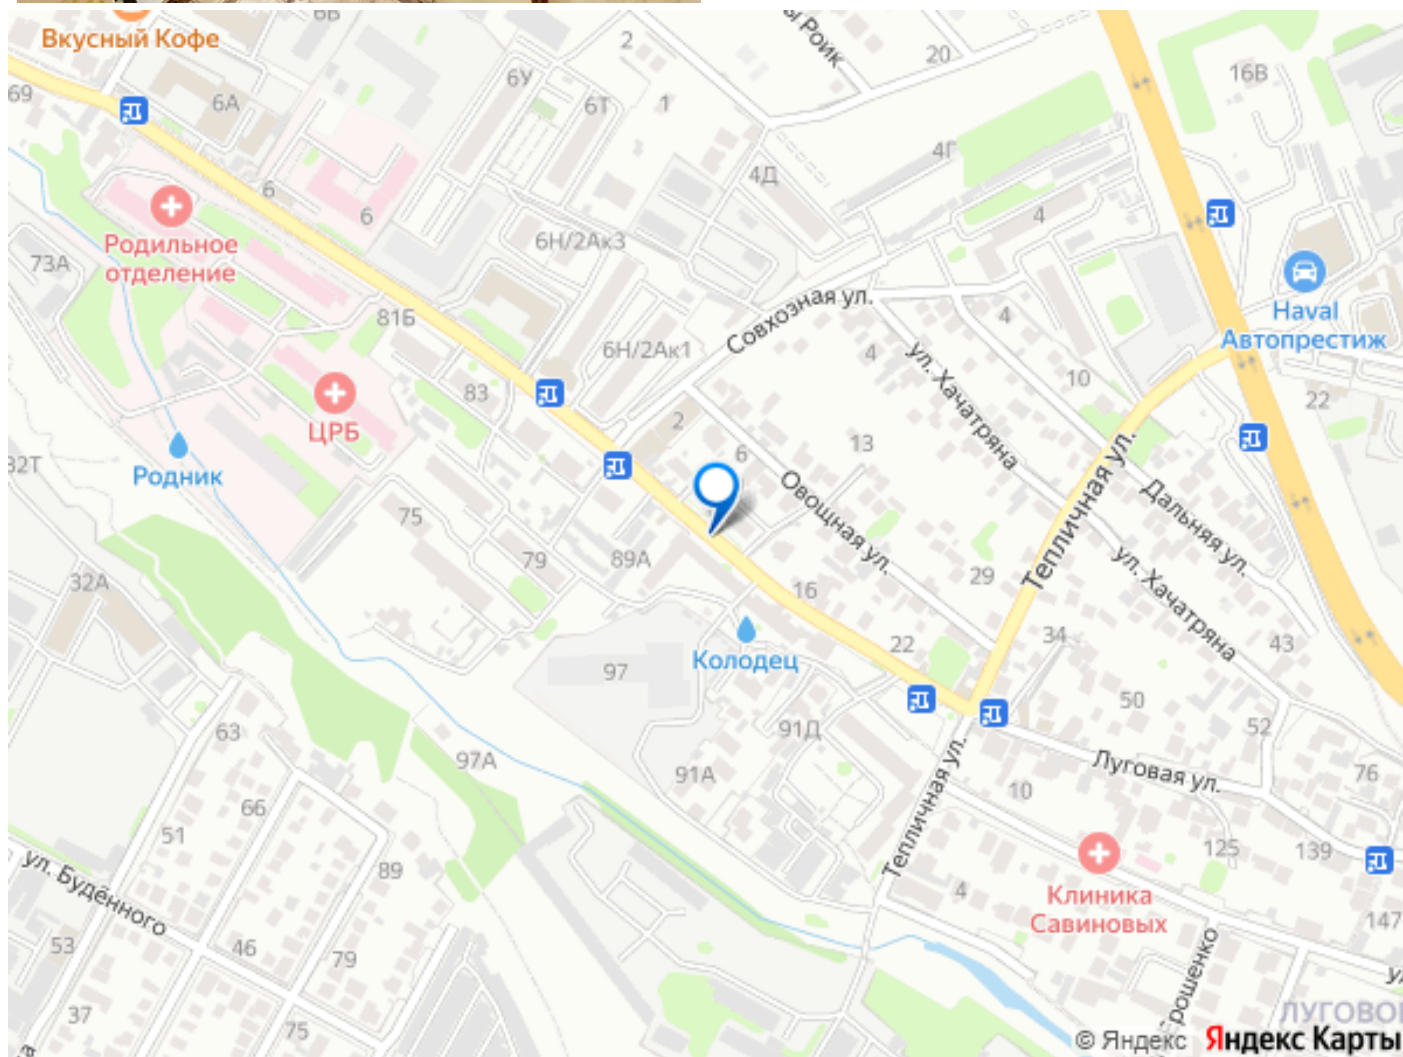 Вкусный Кофе
6В
2
ы Роик
20
16В
69
6А
6У
6Т
1
4Г
4Д
6
6
4
Родильное
отделение
73А
6Н/2Ак3
81Б
Совхозная ул.
4
Haval
Автопрестиж
6Н/2Ак1
4
ул. Хачатряна
10
22
83
ЦРБ
2
6
13
Тепличная ул.
32Т
Родник
Овощная ул.
Дальняя ул.
75
79
89А
16
29
ул. Хачатряна
32А
Колодец
22
34
43
97
91Д
50
52
63
97А
91А
Тепличная ул.
Луговая ул.
76
66
10
51
125
139
ул. Будённого
89
Клиника
Савиновых
4
147
53
46
79
37
75
ЛУГОВО
© Яндекс Яндекс Карты